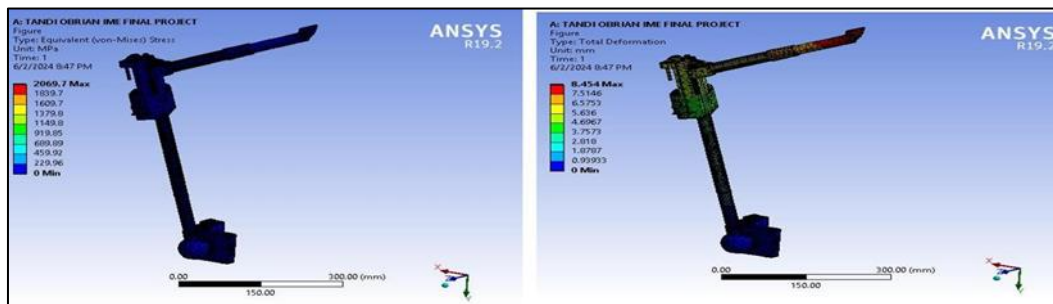 A: TANDI OBRIAN IME FINAL PROJECT
Figure
Type: Equivalent (von-Mises) Stress
Unit: MPa
Time: 1
6/2/2024 8:47 PM
2069.7 Max
1839.7
1609.7
1379.8
1149.8
919.85
689.89
459.92
229.96
0 Min
ANSYS
R19.2
0.00
300.00 (mm)
150.00
X
Z
Y
A: TANDI OBRIAN IME FINAL PROJECT
Figure
Type: Total Deformation
Unit: mm
Time: 1
6/2/2024 8:47 PM
8.454 Max
7.5146
6.5753
5.636
4.6967
3.7573
2.818
1.8787
0.93933
0 Min
ANSYS
R19.2
0.00
300.00 (mm)
150.00
X
Z
Y